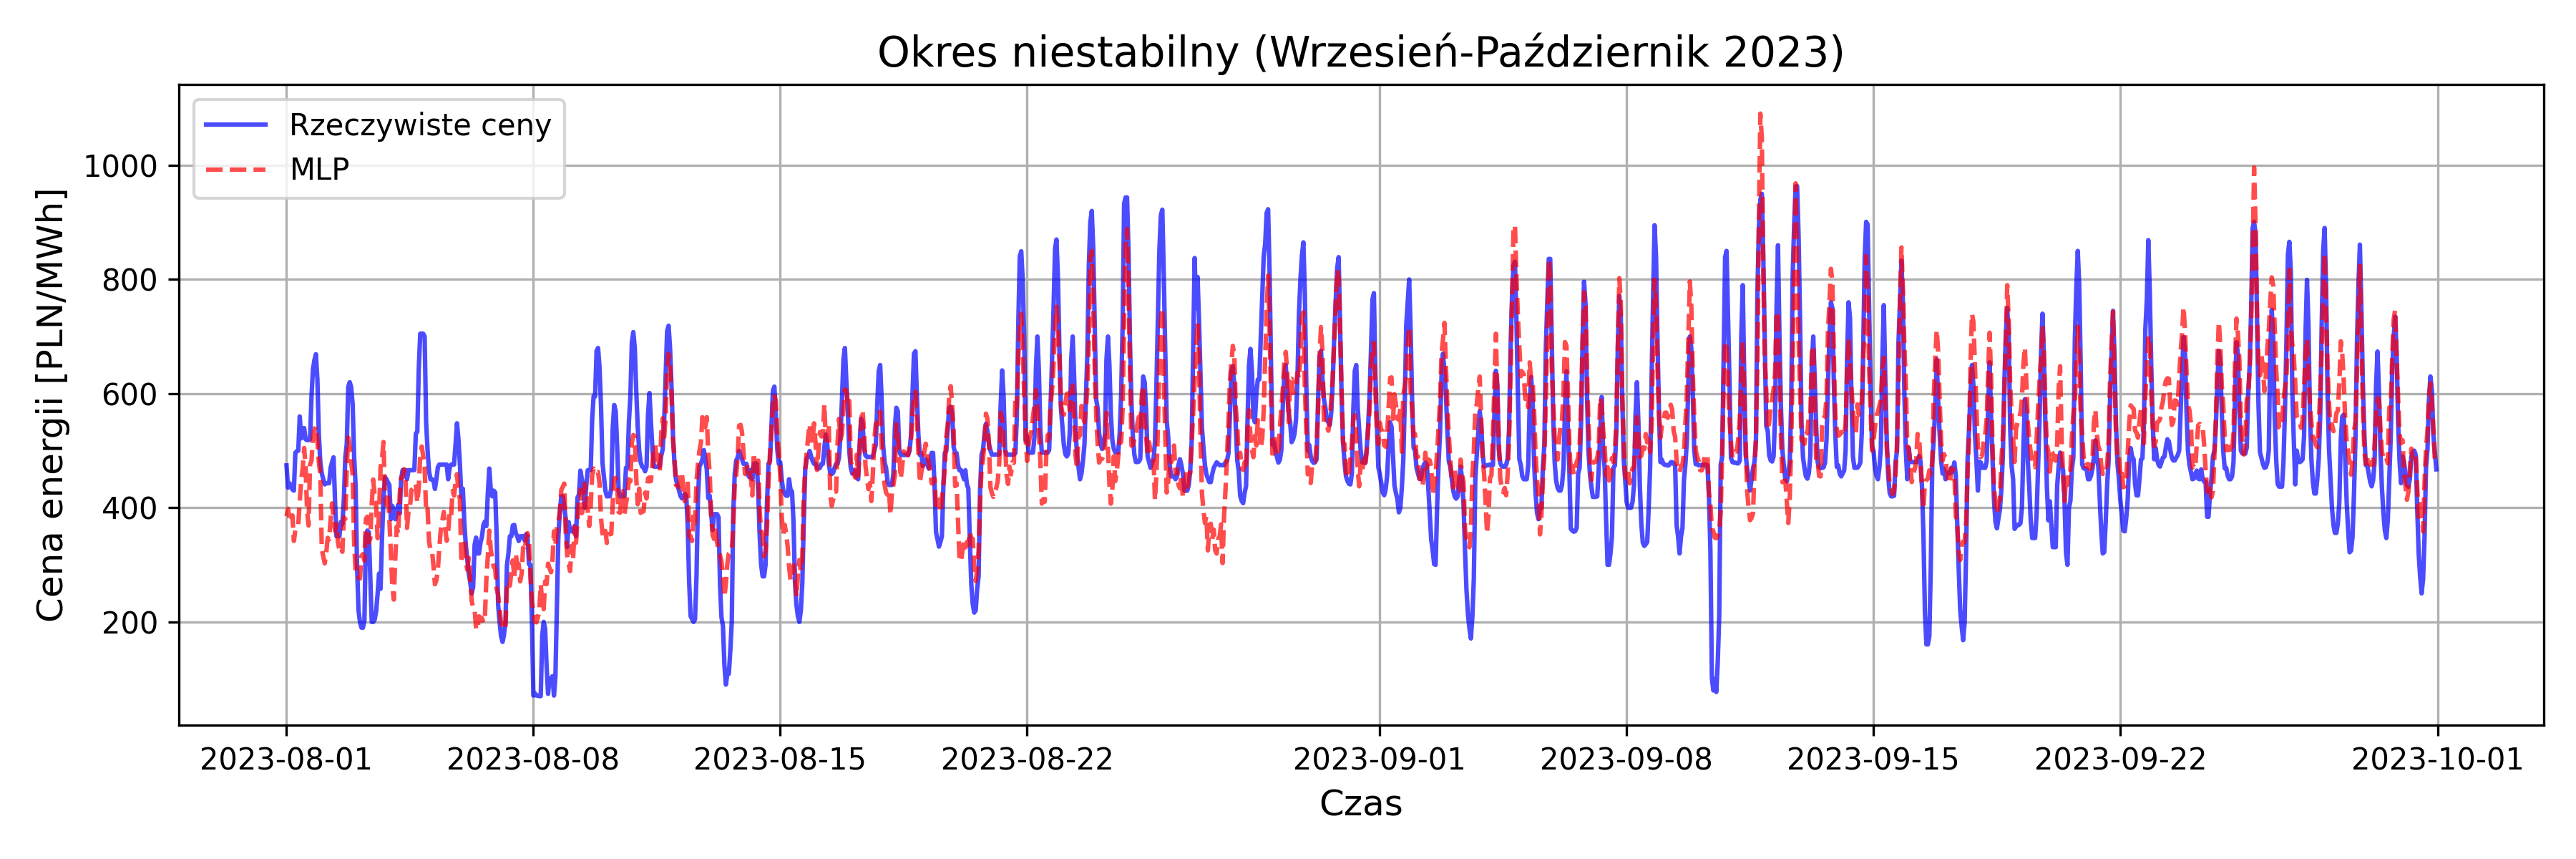 Okres niestabilny (Wrzesień-Październik 2023)
Rzeczywiste ceny
MLP
Cena energii [PLN/MWh]
1000
800
600
400
200
2023-08-01
2023-08-08
2023-08-15
2023-08-22
2023-09-01
2023-09-08
2023-09-15
2023-09-22
2023-10-01
Czas